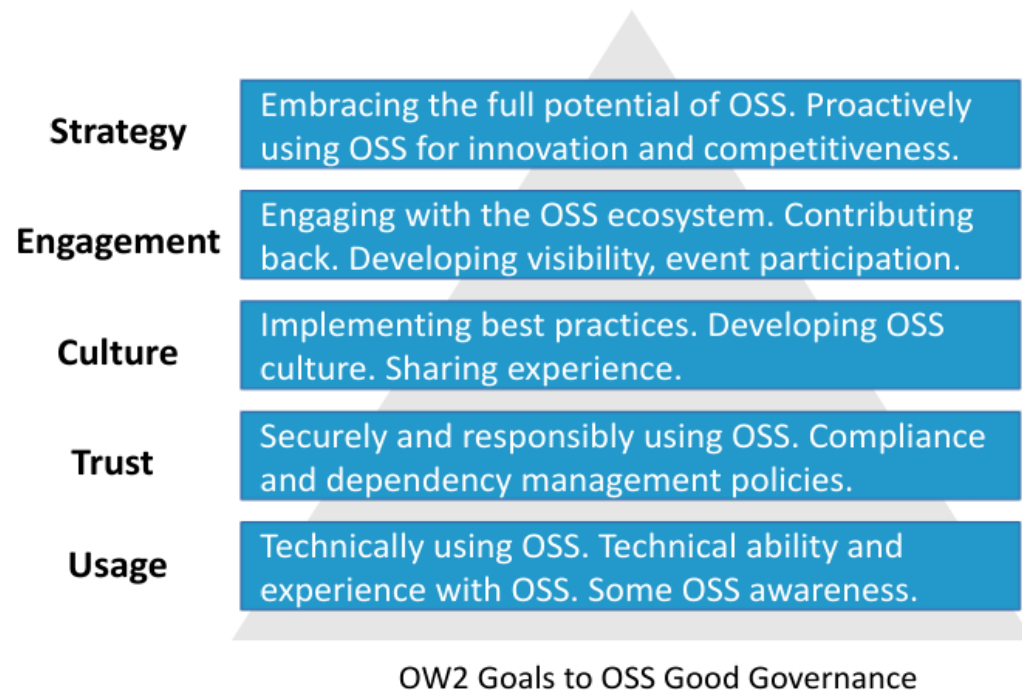 Strategy
Embracing the full potential of OSS. Proactively
using OSS for innovation and competitiveness.
Engagement
Engaging with the OSS ecosystem. Contributing
back. Developing visibility, event participation.
Culture
Implementing best practices. Developing OSS
culture. Sharing experience.
Trust
Securely and responsibly using OSS. Compliance
and dependency management policies.
Usage
Technically using OSS. Technical ability and
experience with OSS. Some OSS awareness.
OW2 Goals to OSS Good Governance